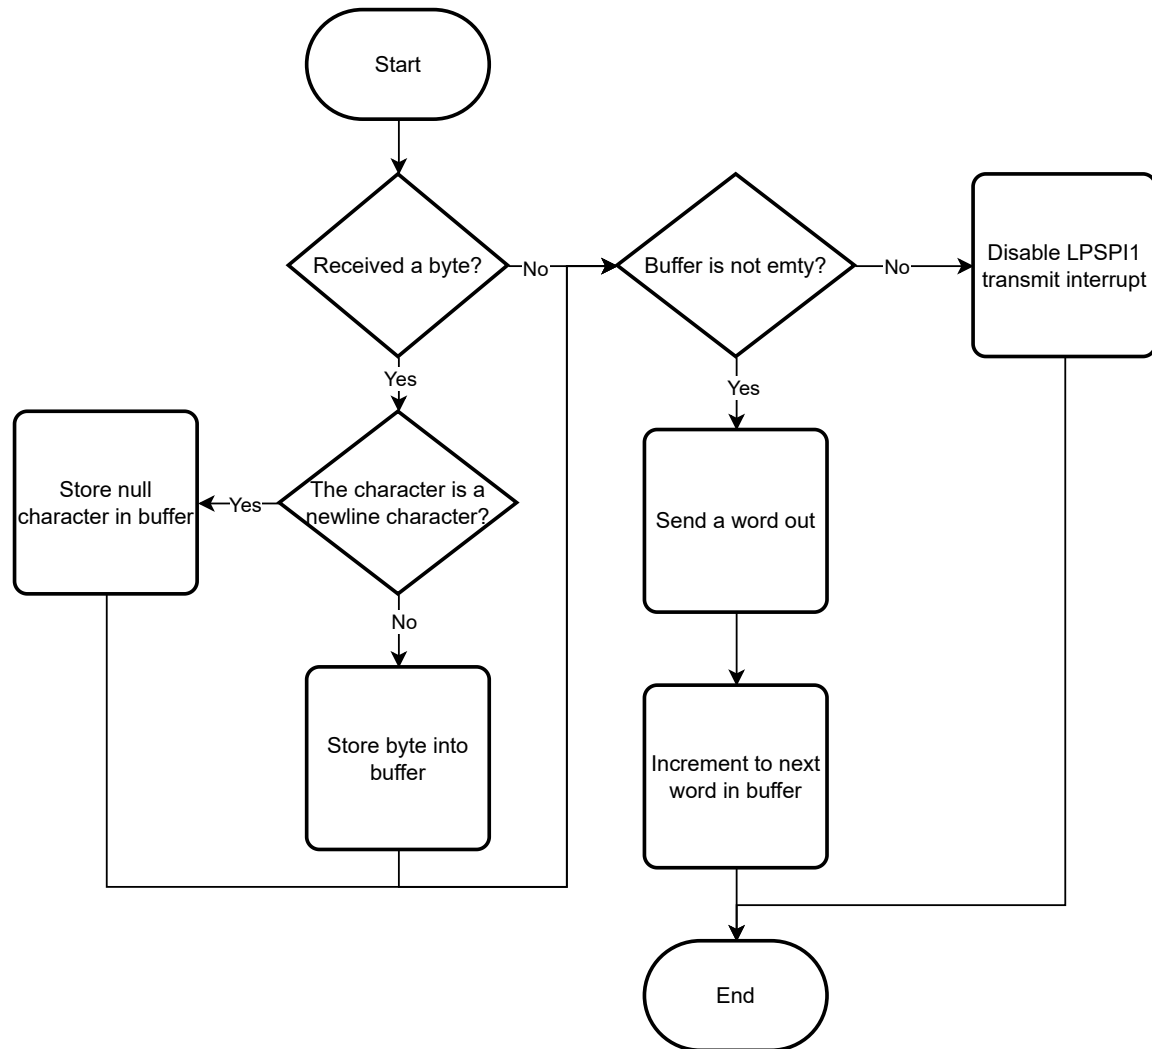 Start
Received a byte?
No
Buffer is not emty?
No
Disable LPSPI1
transmit interrupt
Yes
Yes
Store null
character in buffer
Yes
The character is a
newline character?
Send a word out
No
Store byte into
buffer
Increment to next
word in buffer
End